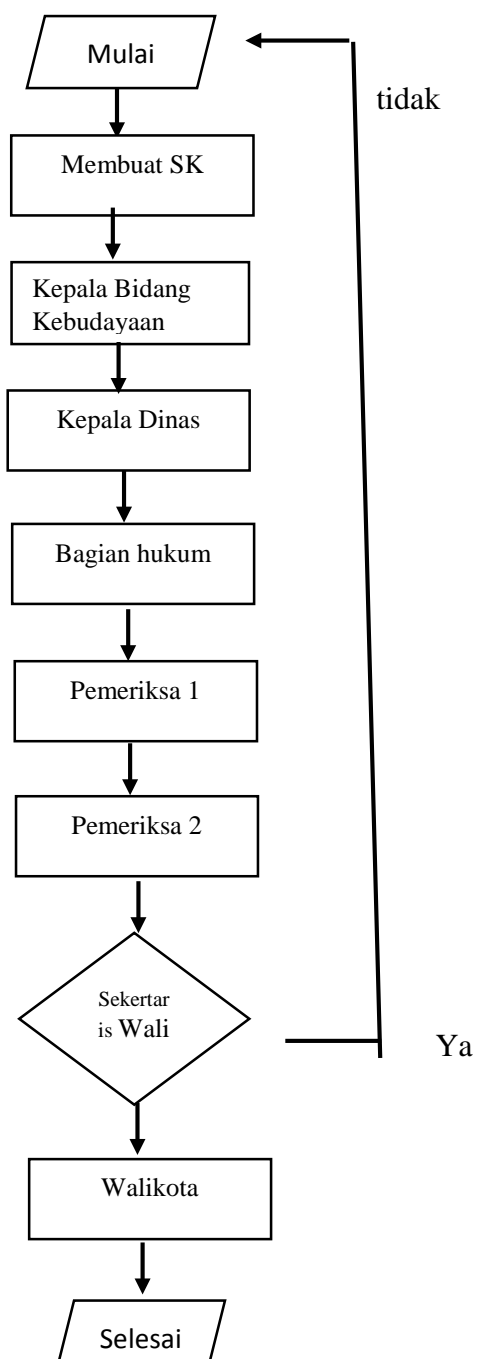 Mulai
tidak
Membuat SK
Kepala Bidang
Kebudayaan
Kepala Dinas
Bagian hukum
Pemeriksa 1
Pemeriksa 2
Sekertar
is Wali
Ya
Walikota
Selesai